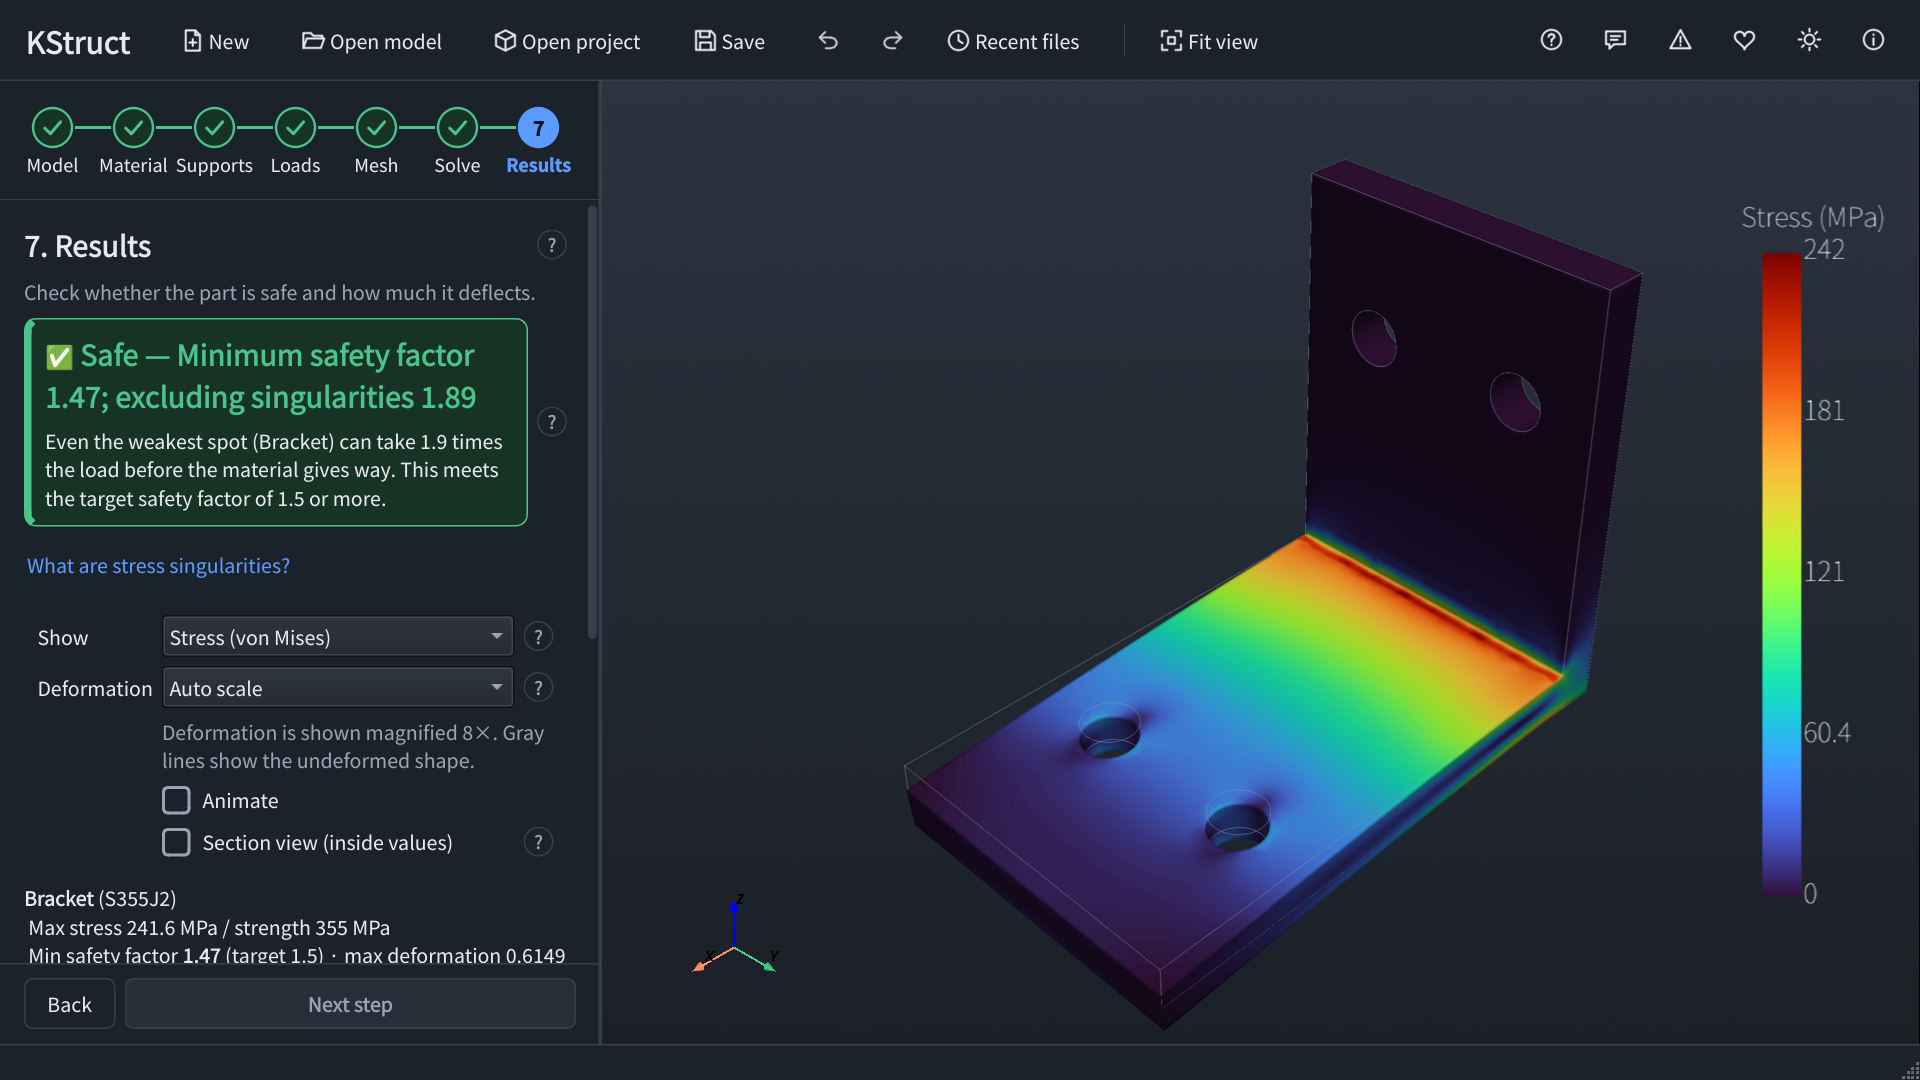 KStruct
New
Open model
Open project
Save
Recent files
Fit view
7
Model
Material
Supports
Loads
Mesh
Solve
Results
7. Results
?
Check whether the part is safe and how much it deflects.
✅ Safe — Minimum safety factor
1.47; excluding singularities 1.89
?
Even the weakest spot (Bracket) can take 1.9 times
the load before the material gives way. This meets
the target safety factor of 1.5 or more.
What are stress singularities?
Show
Stress (von Mises)
?
Deformation
Auto scale
?
Deformation is shown magnified 8×. Gray
lines show the undeformed shape.
Animate
Section view (inside values)
?
Bracket (S355J2)
Max stress 241.6 MPa / strength 355 MPa
Min safety factor 1.47 (target 1.5) · max deformation 0.6149
Back
Next step
Stress (MPa)
242
181
121
60.4
0
Z
X
Y